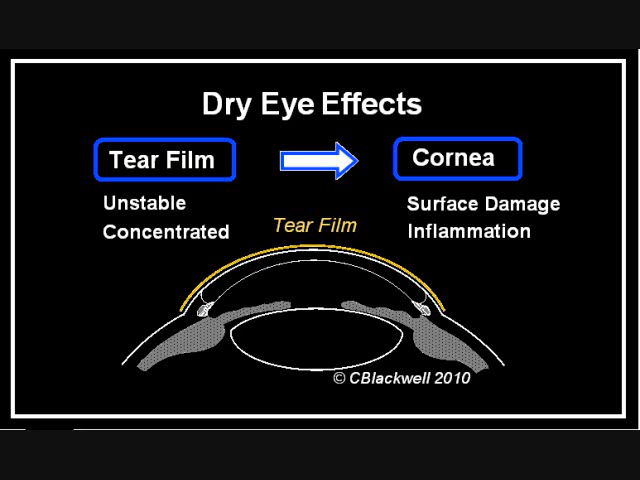 Dry Eye Effects
Tear Film
Cornea
Unstable
Concentrated
Surface Damage
Inflammation
Tear Film
© CBlackwell 2010